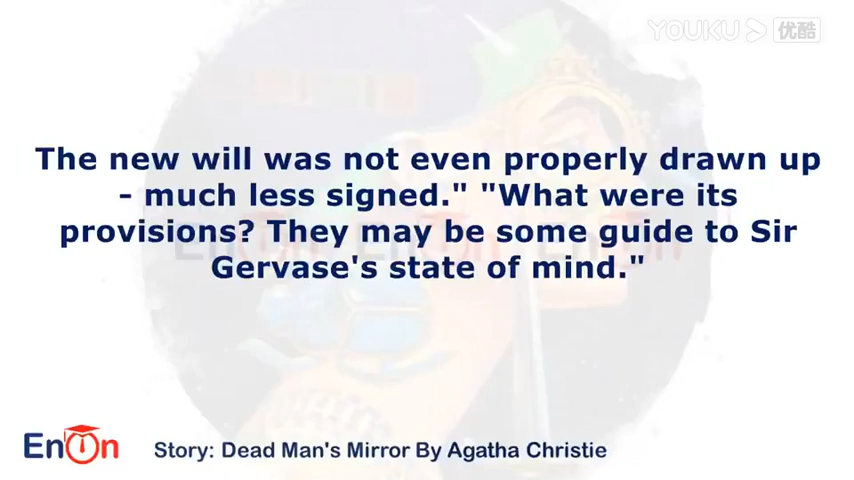 YOUKU 优酷
The new will was not even properly drawn up
- much less signed." "What were its
provisions? They may be some guide to Sir
Gervase's state of mind."
EnOn
Story: Dead Man's Mirror By Agatha Christie